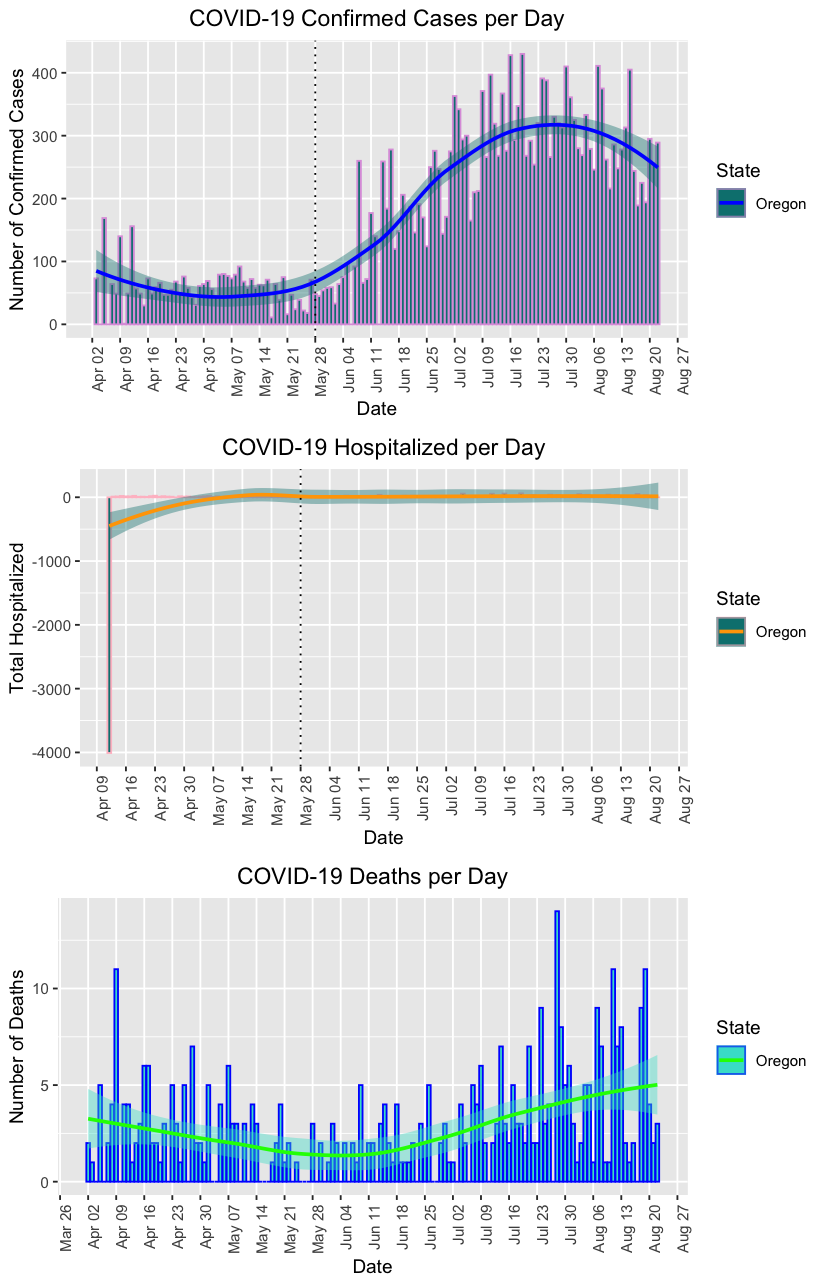 COVID-19 Confirmed Cases per Day
Number of Confirmed Cases
400
300
200
100
0
Apr 02
Apr 09
Apr 16
Apr 23
Apr 30
May 07
May 14
May 21
May 28
Jun 04
Jun 11
Jun 18
Jun 25
Jul 02
Jul 09
Jul 16
Jul 23
Jul 30
Aug 06
Aug 13
Aug 20
Aug 27
Date
State
Oregon
COVID-19 Hospitalized per Day
Total Hospitalized
0
-1000
-2000
-3000
-4000
Apr 09
Apr 16
Apr 23
Apr 30
May 07
May 14
May 21
May 28
Jun 04
Jun 11
Jun 18
Jun 25
Jul 02
Jul 09
Jul 16
Jul 23
Jul 30
Aug 06
Aug 13
Aug 20
Aug 27
Date
State
Oregon
COVID-19 Deaths per Day
Number of Deaths
10
5
0
Mar 26
Apr 02
Apr 09
Apr 16
Apr 23
Apr 30
May 07
May 14
May 21
May 28
Jun 04
Jun 11
Jun 18
Jun 25
Jul 02
Jul 09
Jul 16
Jul 23
Jul 30
Aug 06
Aug 13
Aug 20
Aug 27
Date
State
Oregon